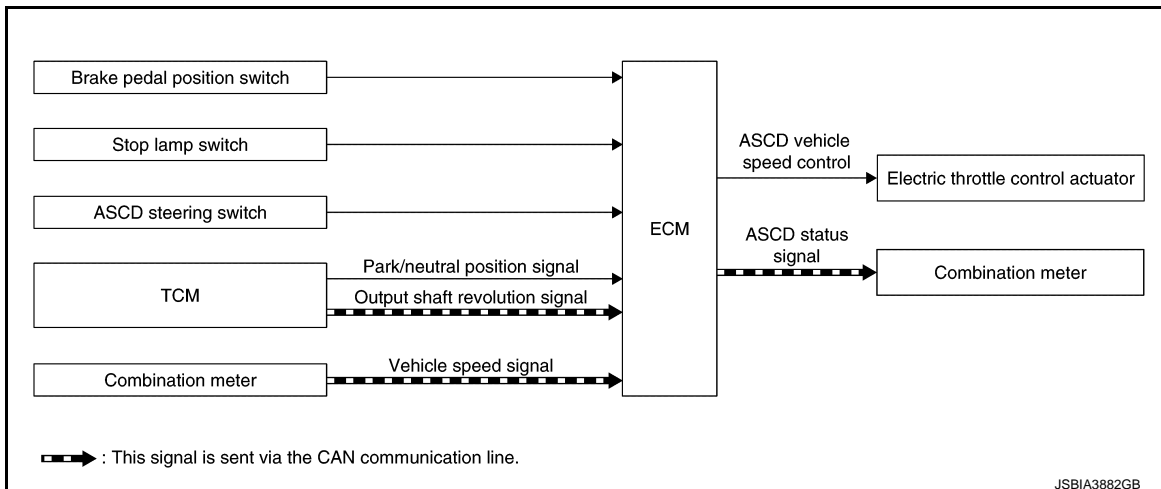 Brake pedal position switch
Stop lamp switch
ASCD steering switch
TCM
Park/neutral position signal
Output shaft revolution signal
Combination meter
Vehicle speed signal
ECM
ASCD vehicle
speed control
Electric throttle control actuator
ASCD status
signal
Combination meter
: This signal is sent via the CAN communication line.
JSBIA3882GB